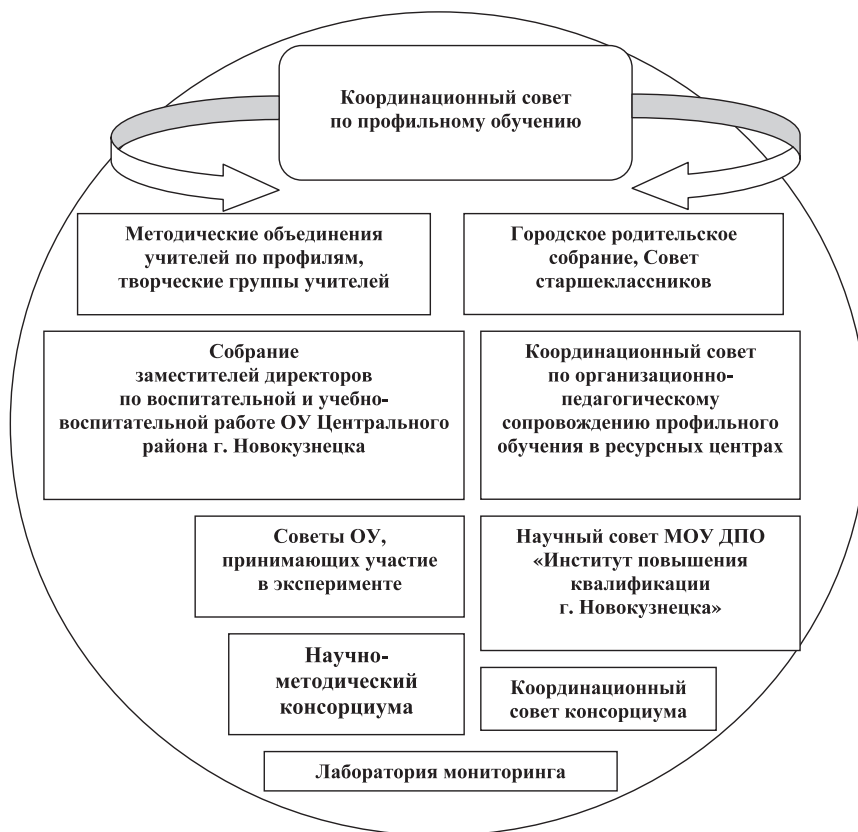 Координационный совет
по профильному обучению
Методические объединения
учителей по профилям,
творческие группы учителей
Городское родительское
собрание, Совет
старшеклассников
Собрание
заместителей директоров
по воспитательной и учебно-
воспитательной работе ОУ Центрального
района г. Новокузнецка
Координационный совет
по организационно-
педагогическому
сопровождению профильного
обучения в ресурсных центрах
Советы ОУ,
принимающих участие
в эксперименте
Научный совет МОУ ДПО
«Институт повышения
квалификации
г. Новокузнецка»
Научно-
методический
консорциума
Координационный
совет консорциума
Лаборатория мониторинга